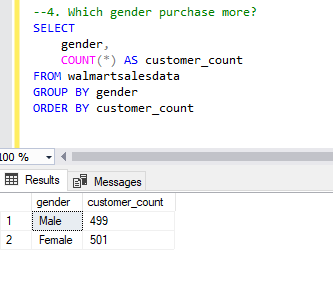 --4. Which gender purchase more?
SELECT
gender,
COUNT(*) AS customer_count
FROM walmartsalesdata
GROUP BY gender
ORDER BY customer_count
100 %
Results Messages
gender customer_count
1 Male 499
2 Female 501